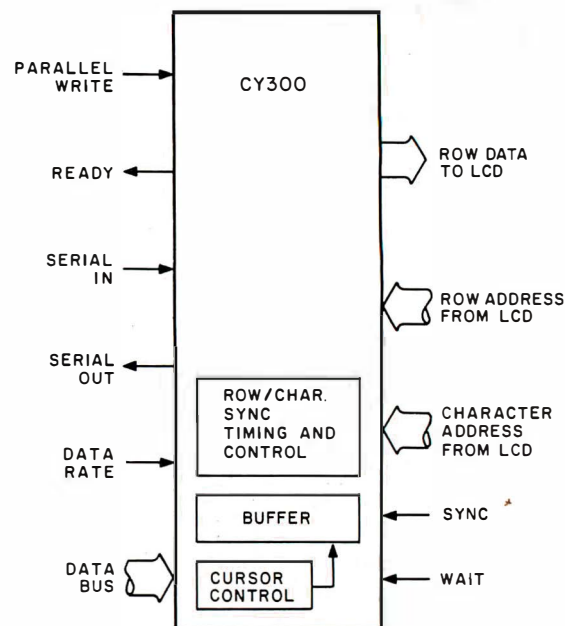 PARALLEL
WRITE
CY300
READY
ROW DATA
TO LCD
SERIAL
IN
ROW ADDRESS
FROM LCD
SERIAL
OUT
ROW/CHAR.
SYNC
TIMING AND
CONTROL
CHARACTER
ADDRESS
FROM LCD
DATA
RATE
BUFFER
SYNC
DATA
BUS
CURSOR
CONTROL
WAIT